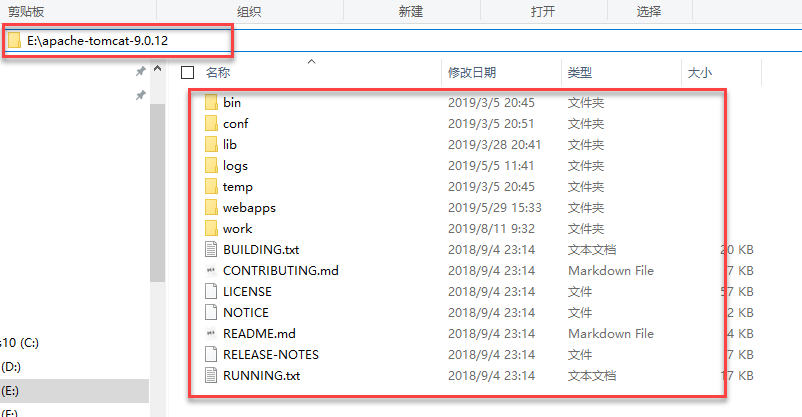 剪贴板 组织 新建 打开 选择
E:\apache-tomcat-9.0.12
名称 修改日期 类型 大小
bin 2019/3/5 20:45 文件夹
conf 2019/3/5 20:51 文件夹
lib 2019/3/28 20:41 文件夹
logs 2019/5/5 11:41 文件夹
temp 2019/3/5 20:45 文件夹
webapps 2019/5/29 15:33 文件夹
work 2019/8/11 9:32 文件夹
BUILDING.txt 2018/9/4 23:14 文本文档 20 KB
CONTRIBUTING.md 2018/9/4 23:14 Markdown File 7 KB
LICENSE 2018/9/4 23:14 文件 57 KB
NOTICE 2018/9/4 23:14 文件 2 KB
README.md 2018/9/4 23:14 Markdown File 4 KB
RELEASE-NOTES 2018/9/4 23:14 文件 7 KB
RUNNING.txt 2018/9/4 23:14 文本文档 17 KB
s10 (C:)
(D:)
(E:)
(F:)